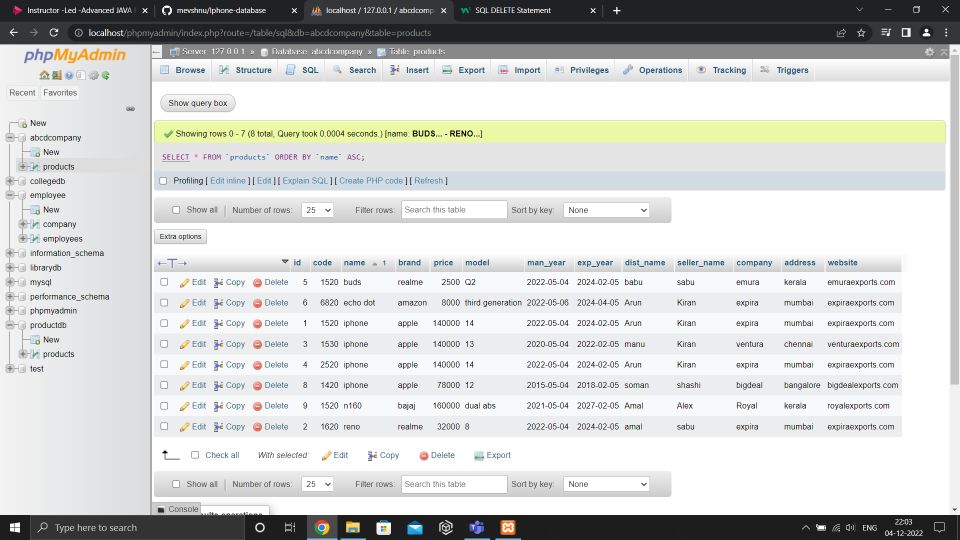 Instructor -Led -Advanced JAVA
mevshnu/Iphone-database
localhost / 127.0.0.1 / abcdcomp
SQL DELETE Statement
localhost/phpmyadmin/index.php?route=/table/sql&db=abcdcompany&table=products
phpMyAdmin
Recent Favorites
New
abcdcompany
New
products
collegedb
employee
New
company
employees
information_schema
librarydb
mysql
performance_schema
phpmyadmin
productdb
New
products
test
Server: 127.0.0.1 » Database: abcdcompany » Table: products
Browse Structure SQL Search Insert Export Import Privileges Operations Tracking Triggers
Show query box
Showing rows 0 - 7 (8 total, Query took 0.0004 seconds.) [name: BUDS... - RENO...]
SELECT * FROM `products` ORDER BY `name` ASC;
Profiling [ Edit inline ] [ Edit ] [ Explain SQL ] [ Create PHP code ] [ Refresh ]
Show all Number of rows: 25 Filter rows: Search this table Sort by key: None
Extra options
id code name 1 brand price model man_year exp_year dist_name seller_name company address website
Edit Copy Delete 5 1520 buds realme 2500 Q2 2022-05-04 2024-02-05 babu sabu emura kerala emuraexports.com
Edit Copy Delete 6 6820 echo dot amazon 8000 third generation 2022-05-06 2024-04-05 Arun Kiran expira mumbai expiraexports.com
Edit Copy Delete 1 1520 iphone apple 140000 14 2022-05-04 2024-02-05 Arun Kiran expira mumbai expiraexports.com
Edit Copy Delete 3 1530 iphone apple 140000 13 2020-05-04 2022-02-05 manu Kiran ventura chennai venturaexports.com
Edit Copy Delete 4 2520 iphone apple 140000 14 2022-05-04 2024-02-05 Arun Kiran expira mumbai expiraexports.com
Edit Copy Delete 8 1420 iphone apple 78000 12 2015-05-04 2018-02-05 soman shashi bigdeal bangalore bigdealexports.com
Edit Copy Delete 9 1520 n160 bajaj 160000 dual abs 2021-05-04 2027-02-05 Amal Alex Royal kerala royalexports.com
Edit Copy Delete 2 1620 reno realme 32000 8 2022-05-04 2024-02-05 amal sabu expira mumbai expiraexports.com
Check all With selected: Edit Copy Delete Export
Show all Number of rows: 25 Filter rows: Search this table Sort by key: None
Console
Type here to search
ENG
22:03
04-12-2022